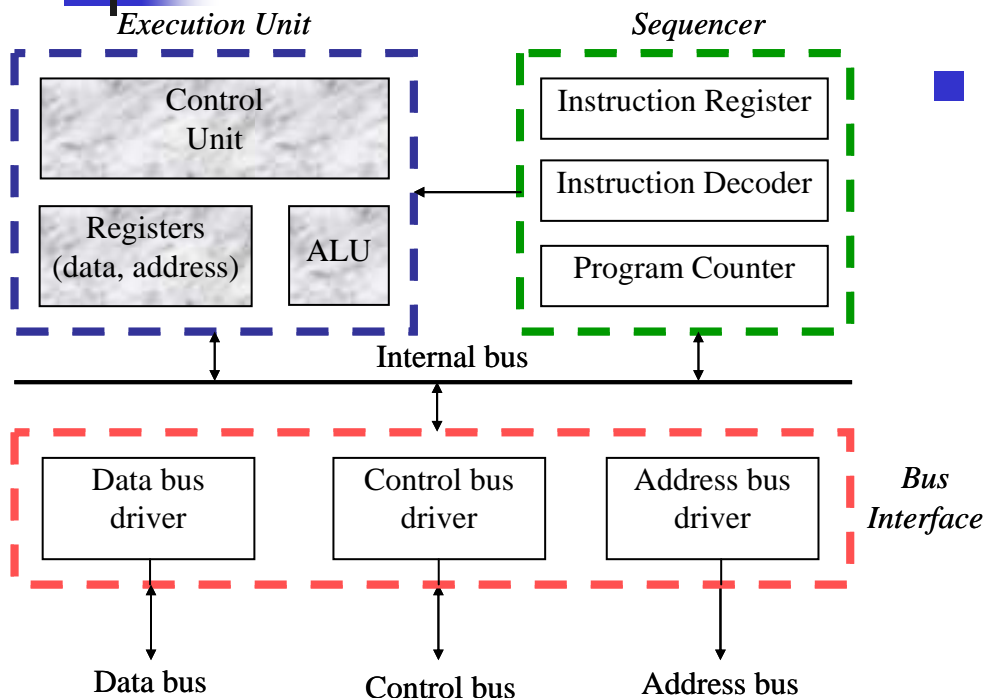 Execution Unit
Sequencer
Control
Unit
Registers
(data, address)
ALU
Instruction Register
Instruction Decoder
Program Counter
Internal bus
Data bus
driver
Control bus
driver
Address bus
driver
Bus
Interface
Data bus
Control bus
Address bus